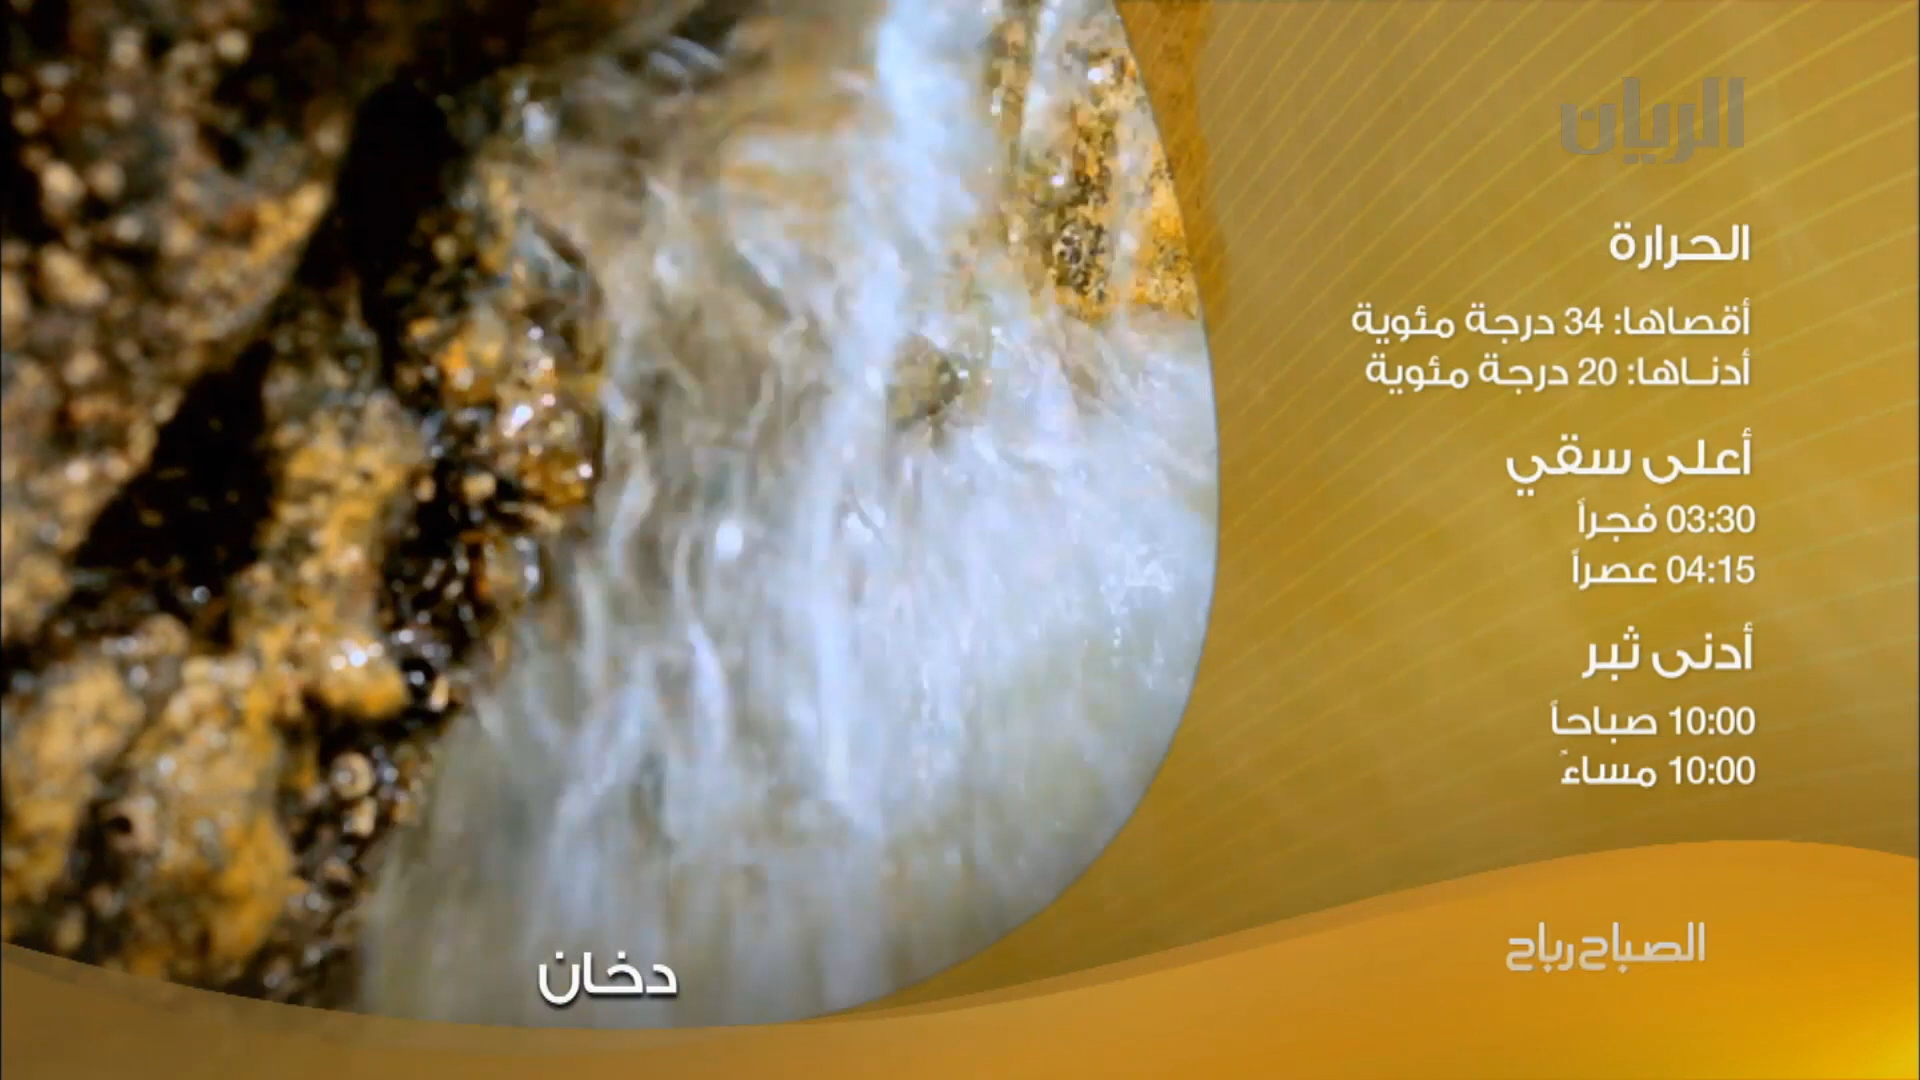 الريان
الحرارة
أقصاها: 34 درجة مئوية
أدناها: 20 درجة مئوية
أعلى سقي
03:30 فجراً
04:15 عصراً
أدنى ثبر
10:00 صباحاً
10:00 مساءً
الصباح رباح
دخان